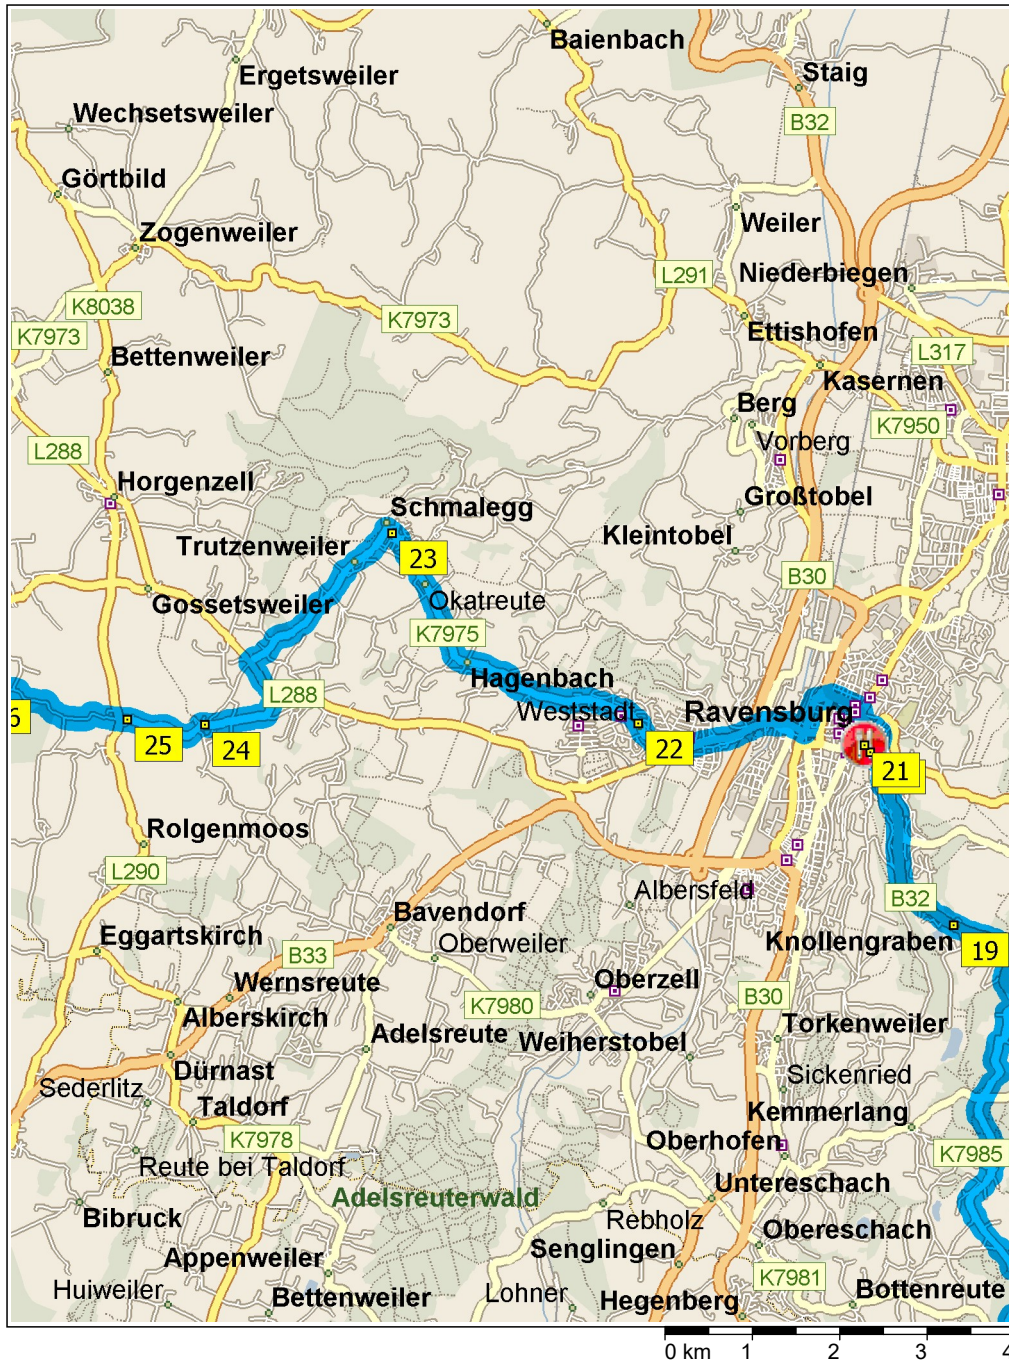 Baienbach
Ergetsweiler
Staig
Wechsetsweiler
B32
Görtbild
Weiler
Zogenweiler
Niederbiegen
L291
K8038
K7973
K7973
Ettishofen
Bettenweiler
L317
Kasernen
Berg
K7950
Vorberg
L288
Horgenzell
Großtobel
Schmalegg
Kleintobel
Trutzenweiler
23
B30
Gossetsweiler
Okatreute
K7975
Hagenbach
L288
Weststadt
Ravensburg
6
25
24
22
21
Rolgenmoos
L290
Albersfeld
B32
Bavendorf
Eggartskirch
Oberweiler
Knollengraben
19
B33
Wernsreute
Oberzell
B30
K7980
Alberskirch
Adelsreute
Weiherstobel
Torkenweiler
Dürnast
Sickenried
Sederlitz
Taldorf
Kemmerlang
K7978
Oberhofen
K7985
Reute bei Taldorf
Adelsreuterwald
Untereschach
Bibruck
Rebholz
Obereschach
Appenweiler
Senglingen
K7981
Huiweiler
Bettenweiler
Lohner
Hegenberg
Bottenreute
0 km 1 2 3 4